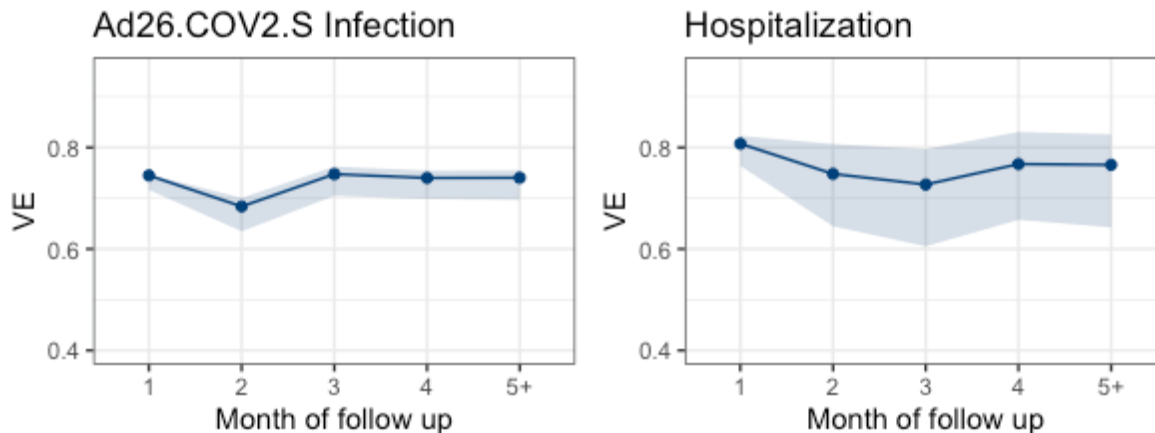 Ad26.COV2.S Infection
VE
0.8
0.6
0.4
1 2 3 4 5+
Month of follow up
Hospitalization
VE
0.8
0.6
0.4
1 2 3 4 5+
Month of follow up